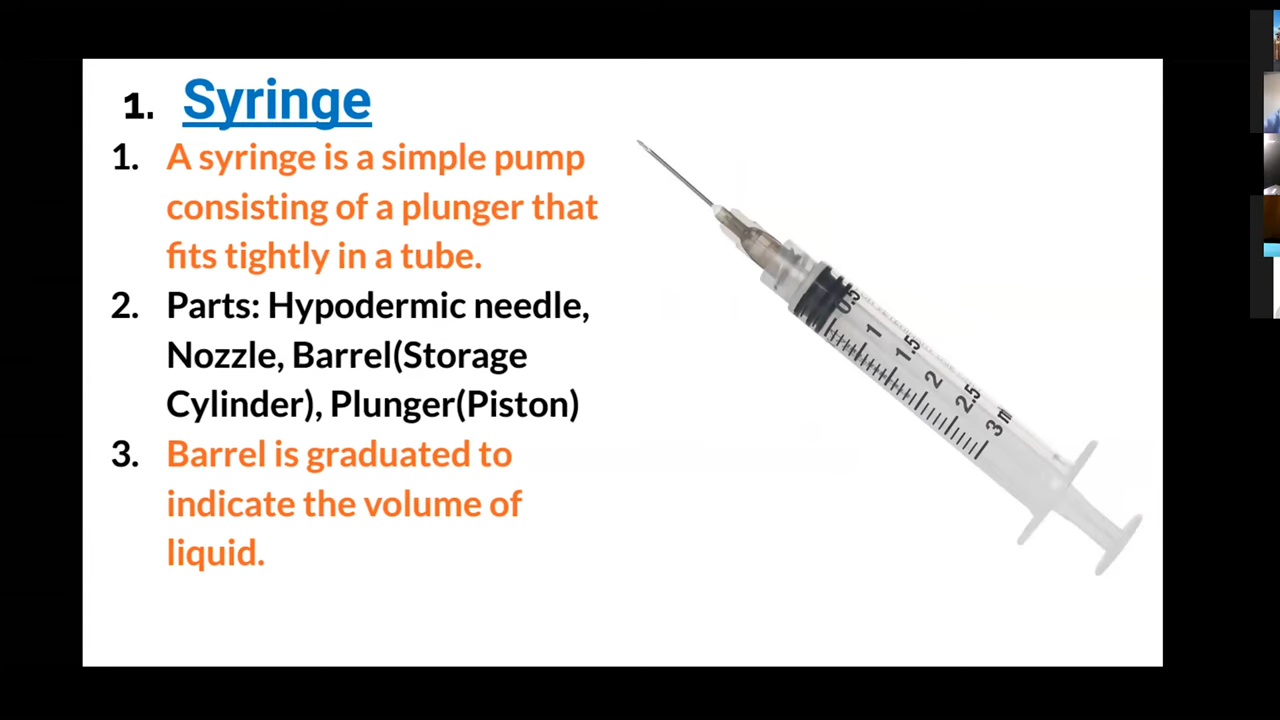 1. Syringe
1. A syringe is a simple pump
consisting of a plunger that
fits tightly in a tube.
2. Parts: Hypodermic needle,
Nozzle, Barrel(Storage
Cylinder), Plunger(Piston)
3. Barrel is graduated to
indicate the volume of
liquid.
0.5
1
1.5
2
2.5
3 ml